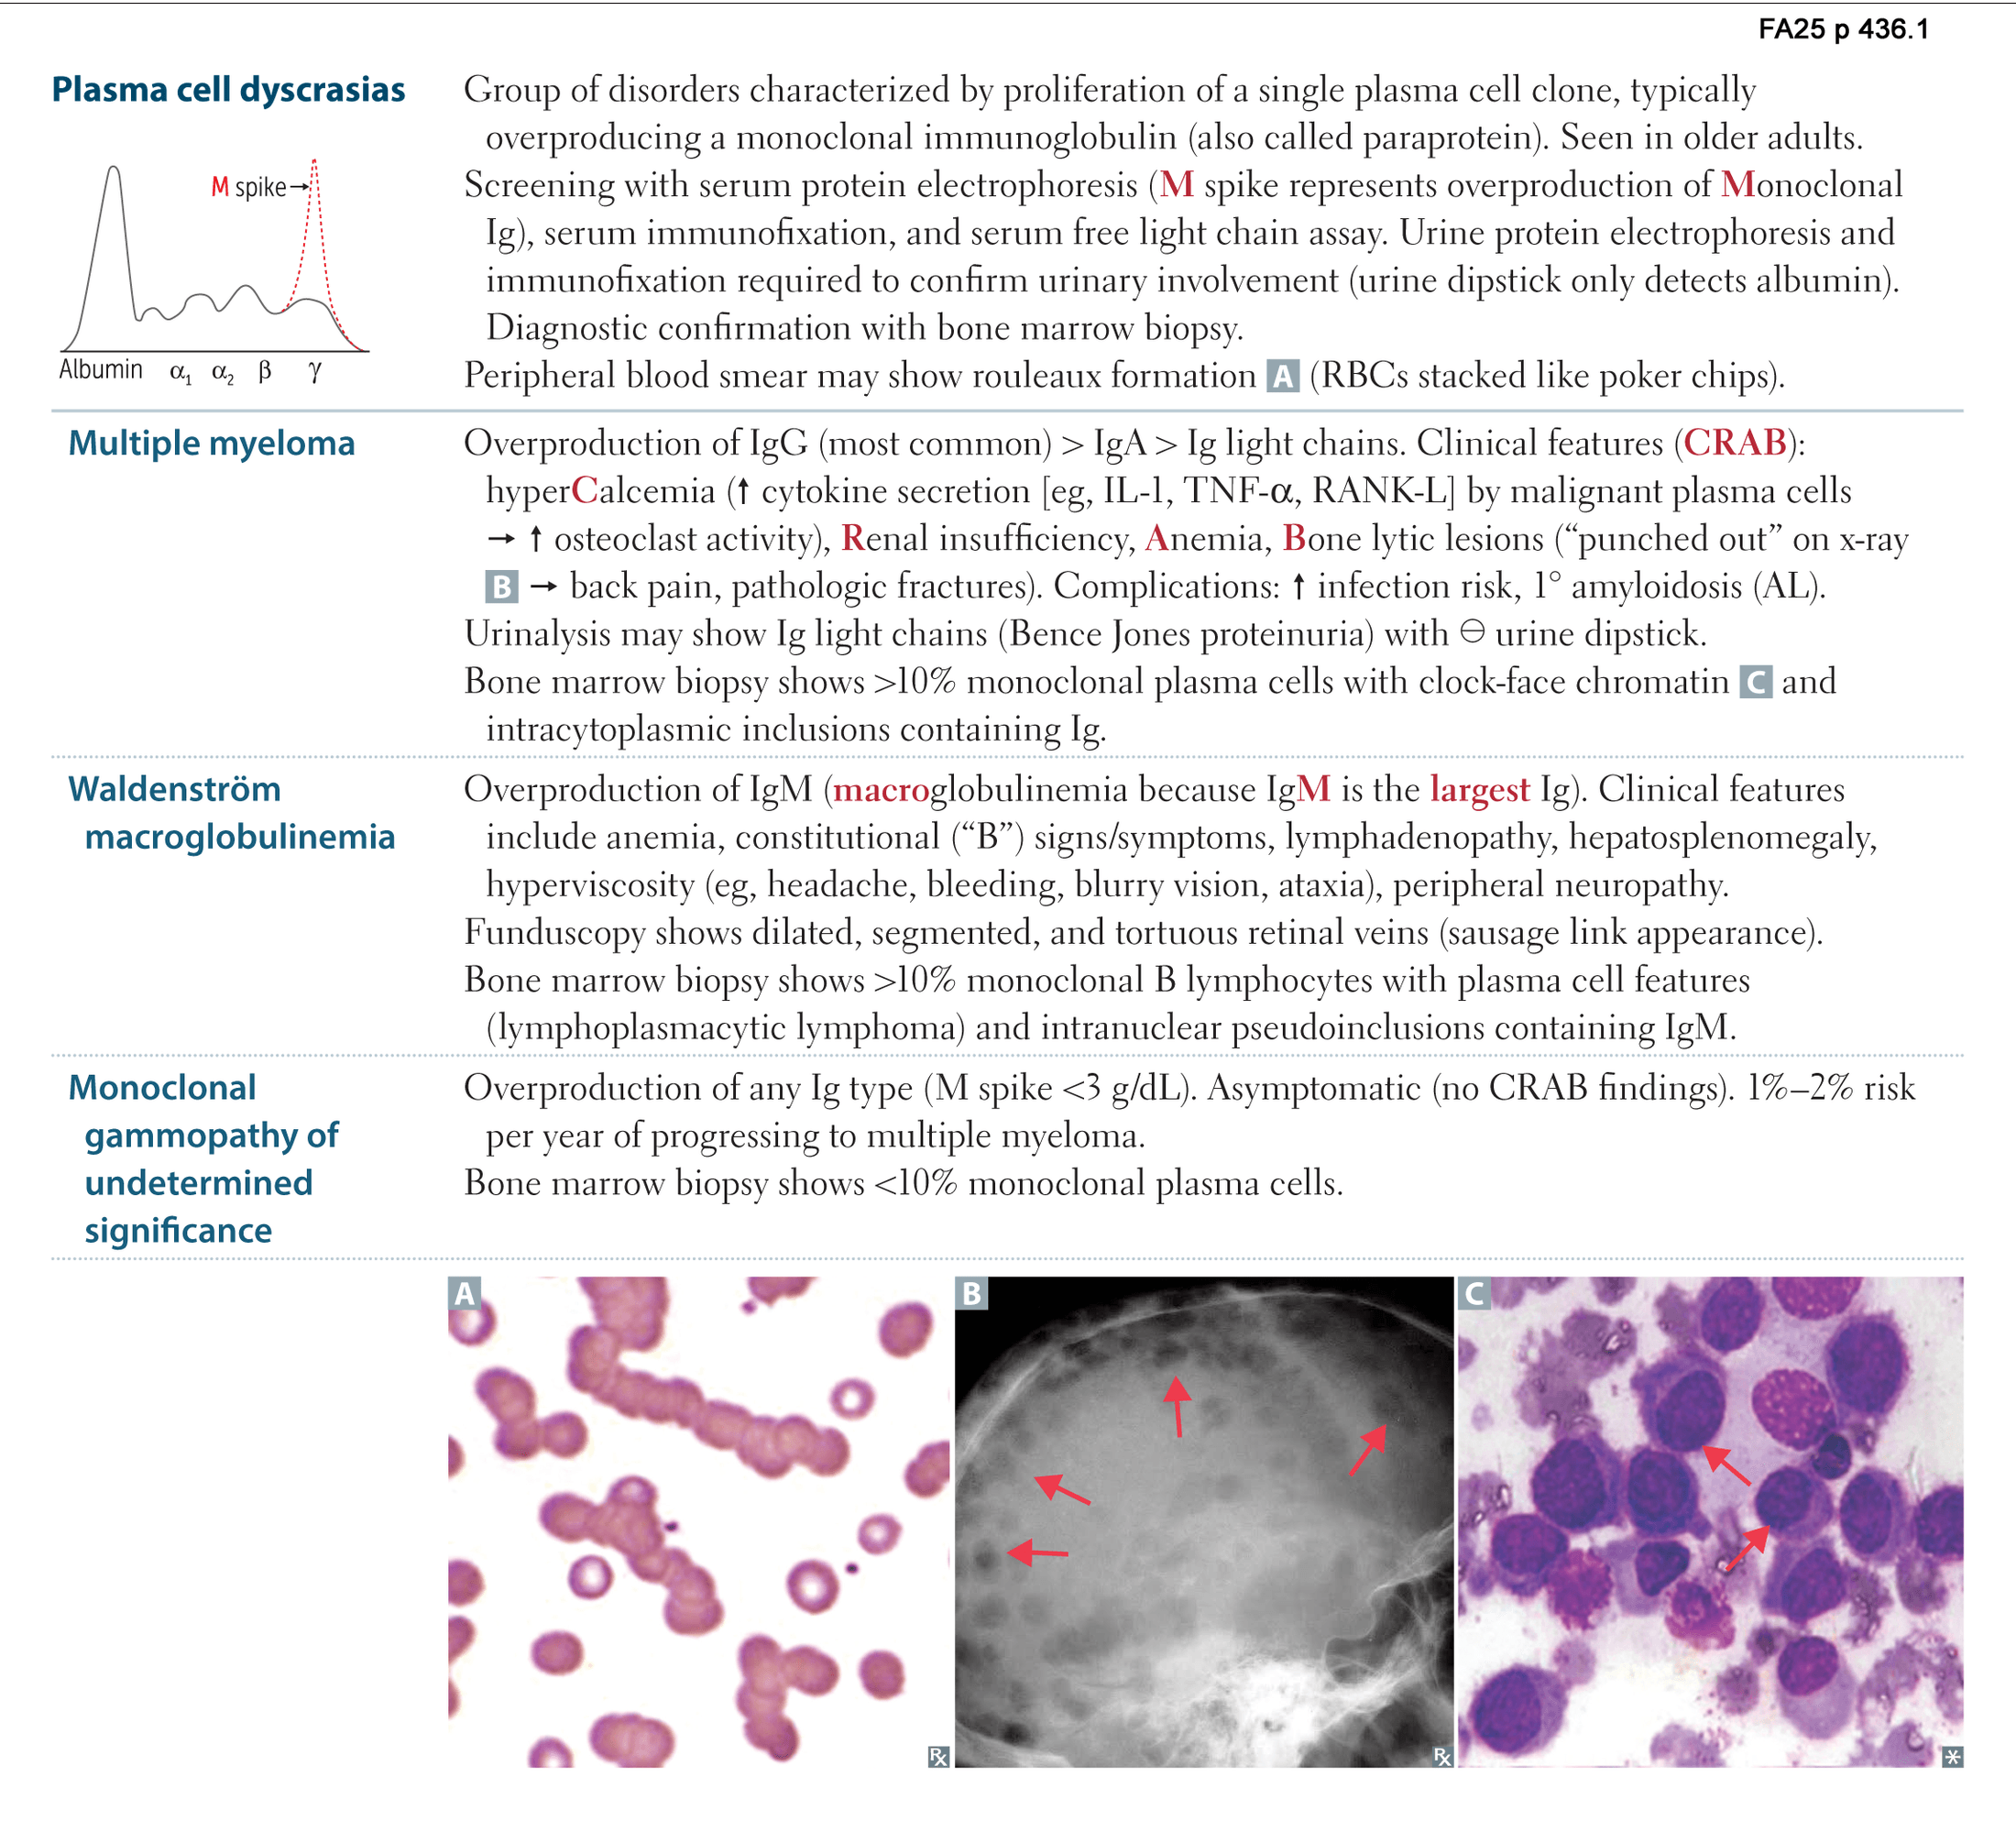 FA25 p 436.1
Plasma cell dyscrasias
M spike→
Albumin α1 α2 β γ
Group of disorders characterized by proliferation of a single plasma cell clone, typically
overproducing a monoclonal immunoglobulin (also called paraprotein). Seen in older adults.
Screening with serum protein electrophoresis (M spike represents overproduction of Monoclonal
Ig), serum immunofixation, and serum free light chain assay. Urine protein electrophoresis and
immunofixation required to confirm urinary involvement (urine dipstick only detects albumin).
Diagnostic confirmation with bone marrow biopsy.
Peripheral blood smear may show rouleaux formation A (RBCs stacked like poker chips).
Multiple myeloma
Overproduction of IgG (most common) > IgA > Ig light chains. Clinical features (CRAB):
hyperCalcemia (↑ cytokine secretion [eg, IL-1, TNF-α, RANK-L] by malignant plasma cells
→ ↑ osteoclast activity), Renal insufficiency, Anemia, Bone lytic lesions (“punched out” on x-ray
B → back pain, pathologic fractures). Complications: ↑ infection risk, 1° amyloidosis (AL).
Urinalysis may show Ig light chains (Bence Jones proteinuria) with ⊖ urine dipstick.
Bone marrow biopsy shows >10% monoclonal plasma cells with clock-face chromatin C and
intracytoplasmic inclusions containing Ig.
Waldenström
macroglobulinemia
Overproduction of IgM (macroglobulinemia because IgM is the largest Ig). Clinical features
include anemia, constitutional (“B”) signs/symptoms, lymphadenopathy, hepatosplenomegaly,
hyperviscosity (eg, headache, bleeding, blurry vision, ataxia), peripheral neuropathy.
Funduscopy shows dilated, segmented, and tortuous retinal veins (sausage link appearance).
Bone marrow biopsy shows >10% monoclonal B lymphocytes with plasma cell features
(lymphoplasmacytic lymphoma) and intranuclear pseudoinclusions containing IgM.
Monoclonal
gammopathy of
undetermined
significance
Overproduction of any Ig type (M spike <3 g/dL). Asymptomatic (no CRAB findings). 1%–2% risk
per year of progressing to multiple myeloma.
Bone marrow biopsy shows <10% monoclonal plasma cells.
A
B
C
℞
℞
*